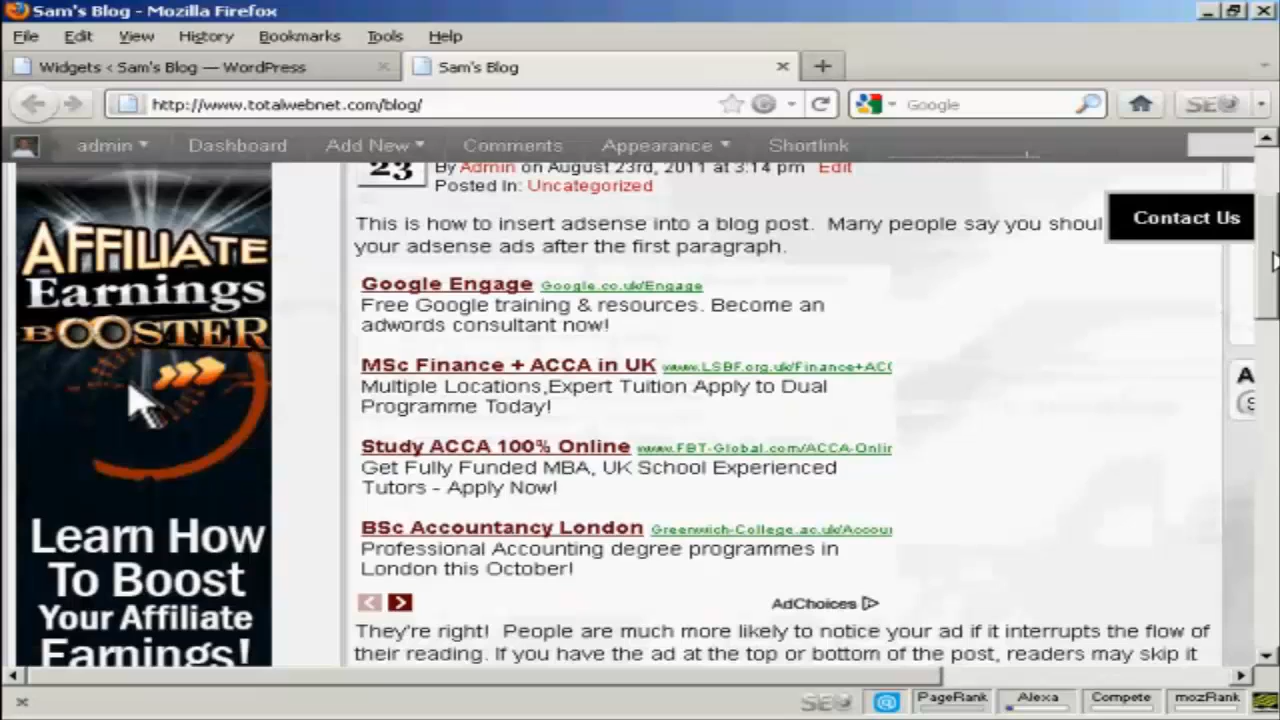 Sam's Blog - Mozilla Firefox
File Edit View History Bookmarks Tools Help
Widgets < Sam's Blog — WordPress
Sam's Blog
http://www.totalwebnet.com/blog/
Google
SEO
admin Dashboard Add New Comments Appearance Shortlink
23
By Admin on August 23rd, 2011 at 3:14 pm Edit
Posted In: Uncategorized
This is how to insert adsense into a blog post. Many people say you
your adsense ads after the first paragraph.
Contact Us
Google Engage Google.co.uk/Engage
Free Google training & resources. Become an
adwords consultant now!
MSc Finance + ACCA in UK www.LSBF.org.uk/Finance+ACC
Multiple Locations,Expert Tuition Apply to Dual
Programme Today!
Study ACCA 100% Online www.FBT-Global.com/ACCA-Onlin
Get Fully Funded MBA, UK School Experienced
Tutors - Apply Now!
BSc Accountancy London Greenwich-College.ac.uk/Accou
Professional Accounting degree programmes in
London this October!
AdChoices
They're right! People are much more likely to notice your ad if it interrupts the flow of
their reading. If you have the ad at the top or bottom of the post, readers may skip it
AFFILIATE
Earnings
BOOSTER
Learn How
To Boost
Your Affiliate
Earnings!
SEO PageRank Alexa Compete mozRank